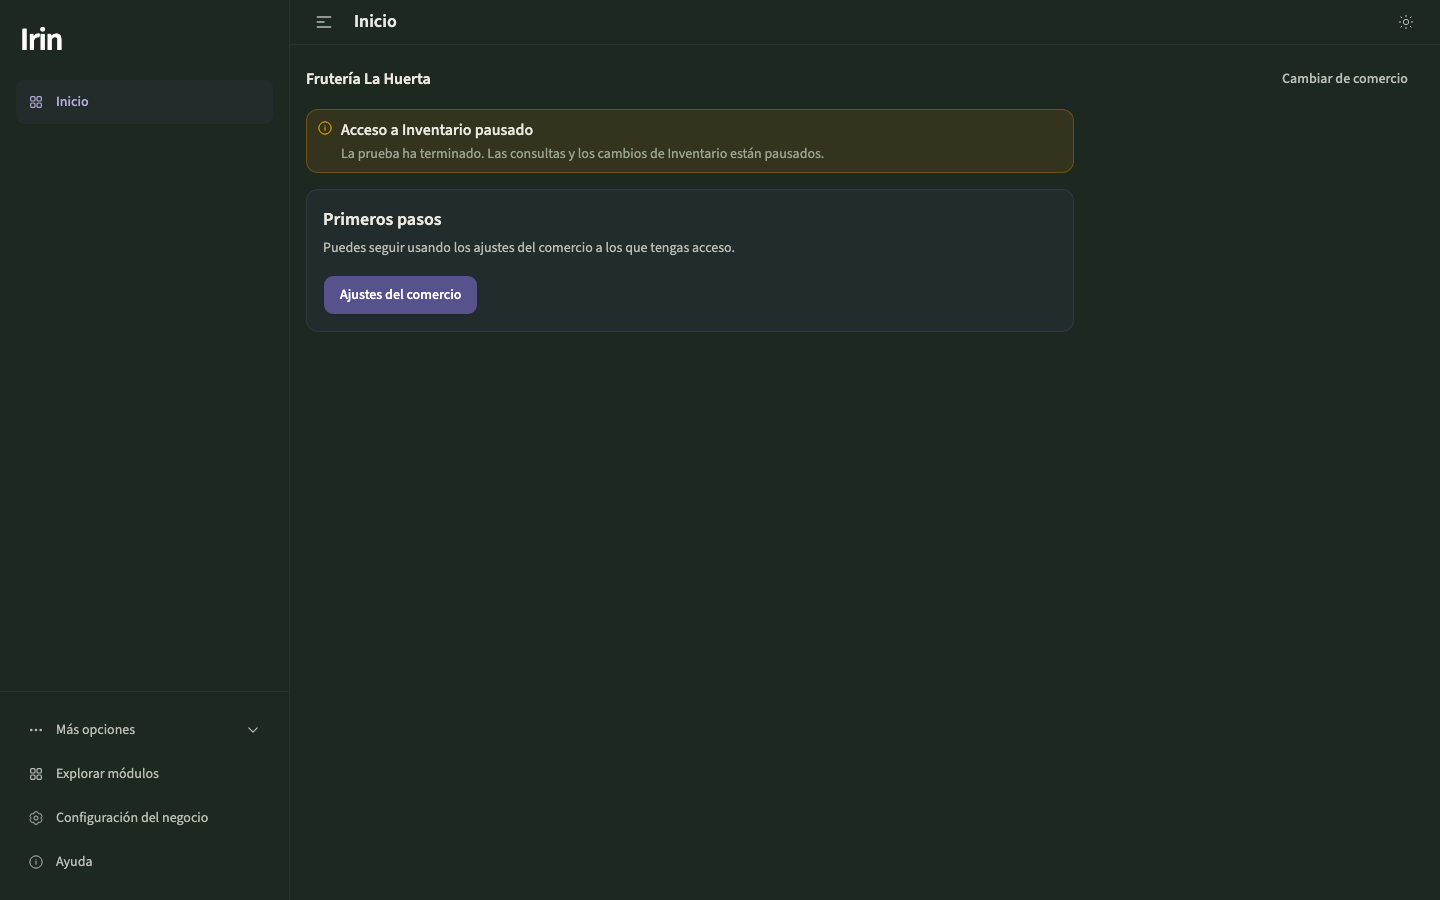 Irin
Inicio
Más opciones
Explorar módulos
Configuración del negocio
Ayuda
Inicio
Frutería La Huerta
Cambiar de comercio
Acceso a Inventario pausado
La prueba ha terminado. Las consultas y los cambios de Inventario están pausados.
Primeros pasos
Puedes seguir usando los ajustes del comercio a los que tengas acceso.
Ajustes del comercio